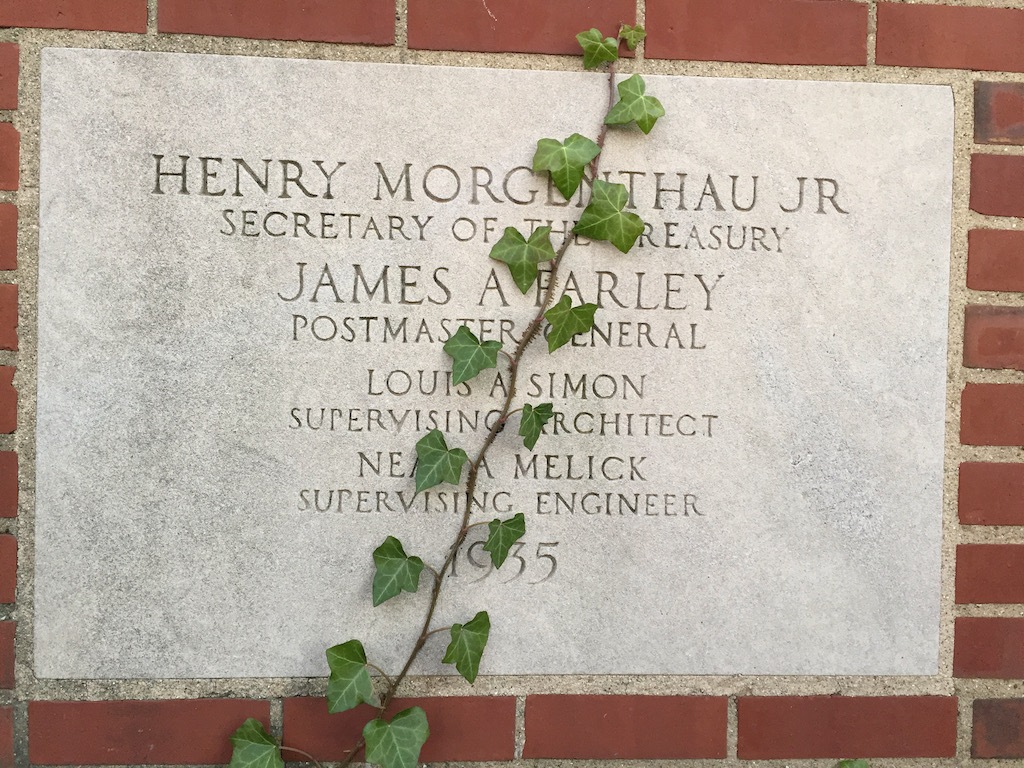 HENRY MORGENTHAU JR
SECRETARY OF THE TREASURY
JAMES A FARLEY
POSTMASTER GENERAL
LOUIS A SIMON
SUPERVISING ARCHITECT
NEAL A MELICK
SUPERVISING ENGINEER
1935